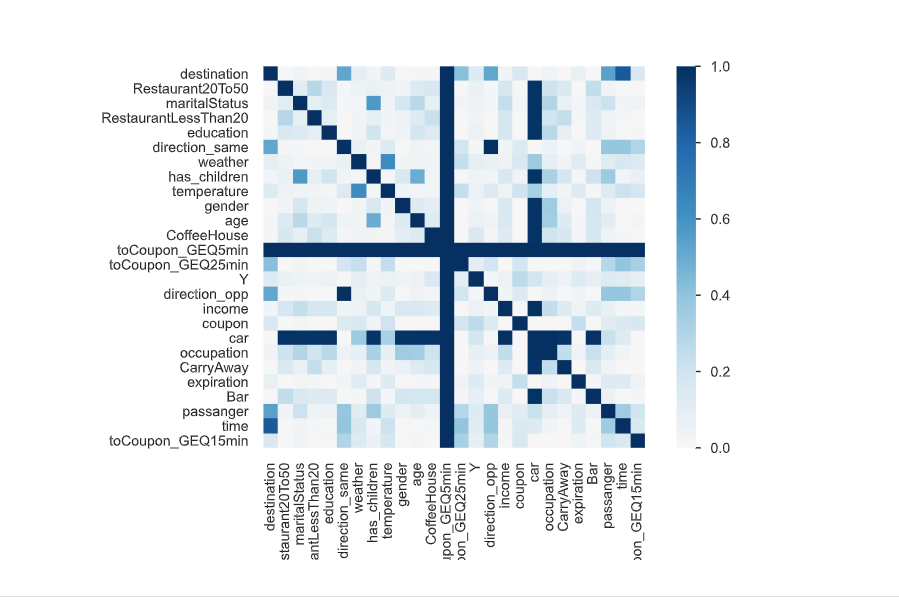 destination
Restaurant20To50
maritalStatus
RestaurantLessThan20
education
direction_same
weather
has_children
temperature
gender
age
CoffeeHouse
toCoupon_GEQ5min
toCoupon_GEQ25min
Y
direction_opp
income
coupon
car
occupation
CarryAway
expiration
Bar
passanger
time
toCoupon_GEQ15min
1.0
0.8
0.6
0.4
0.2
0.0
destination
staurant20To50
maritalStatus
antLessThan20
education
direction_same
weather
has_children
temperature
gender
age
CoffeeHouse
upon_GEQ5min
on_GEQ25min
Y
direction_opp
income
coupon
car
occupation
CarryAway
expiration
Bar
passanger
time
on_GEQ15min